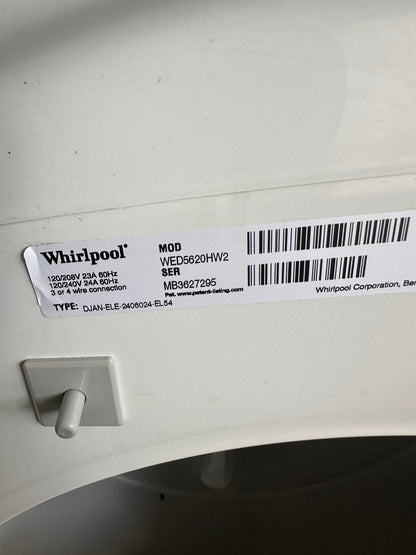 Whirlpool®
120/208V 23A 60Hz
120/240V 24A 60Hz
3 or 4 wire connection
TYPE: DJAN-ELE-2406024-EL54
MOD
WED5620HW2
SER
MB3627295
Pat. www.patent-listing.com
Whirlpool Corporation, Ben